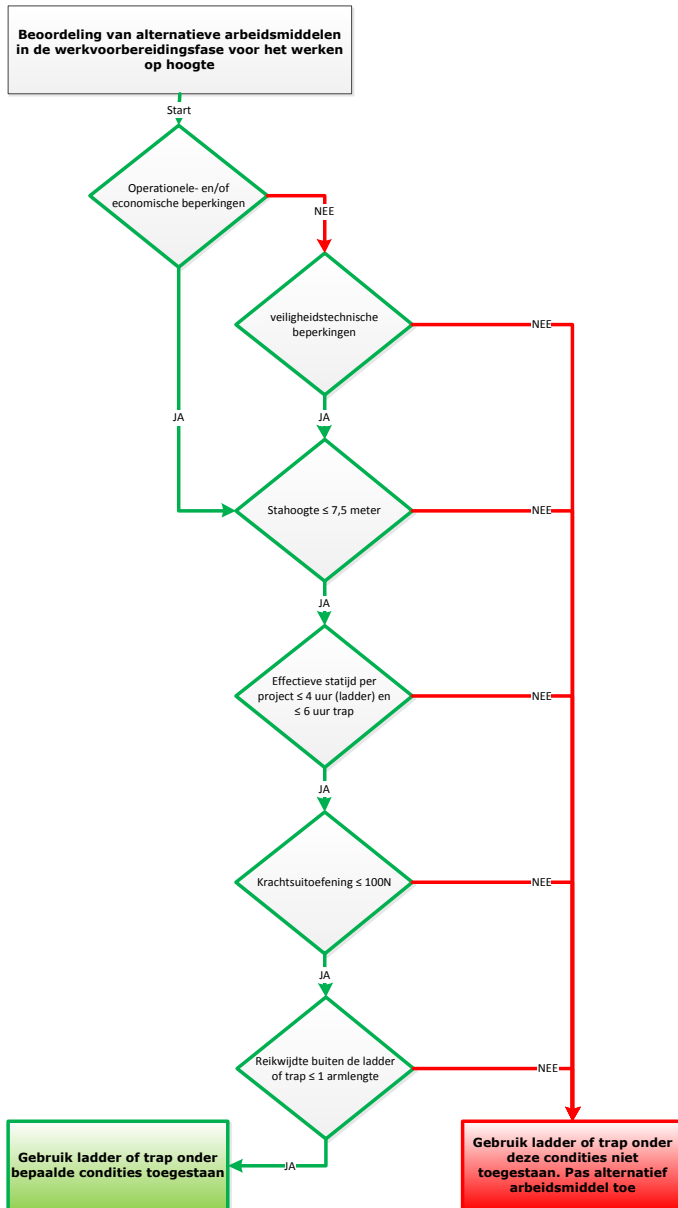 Beoordeling van alternatieve arbeidsmiddelen
in de werkvoorbereidingsfase voor het werken
op hoogte
Start
Operationele- en/of
economische beperkingen
NEE
veiligheidstechnische
beperkingen
NEE
JA
JA
Stahoogte ≤ 7,5 meter
NEE
JA
Effectieve statijd per
project ≤ 4 uur (ladder) en
≤ 6 uur trap
NEE
JA
Krachtsuitoefening ≤ 100N
NEE
JA
Reikwijdte buiten de ladder
of trap ≤ 1 armlengte
NEE
JA
Gebruik ladder of trap onder
bepaalde condities toegestaan
Gebruik ladder of trap onder
deze condities niet
toegestaan. Pas alternatief
arbeidsmiddel toe